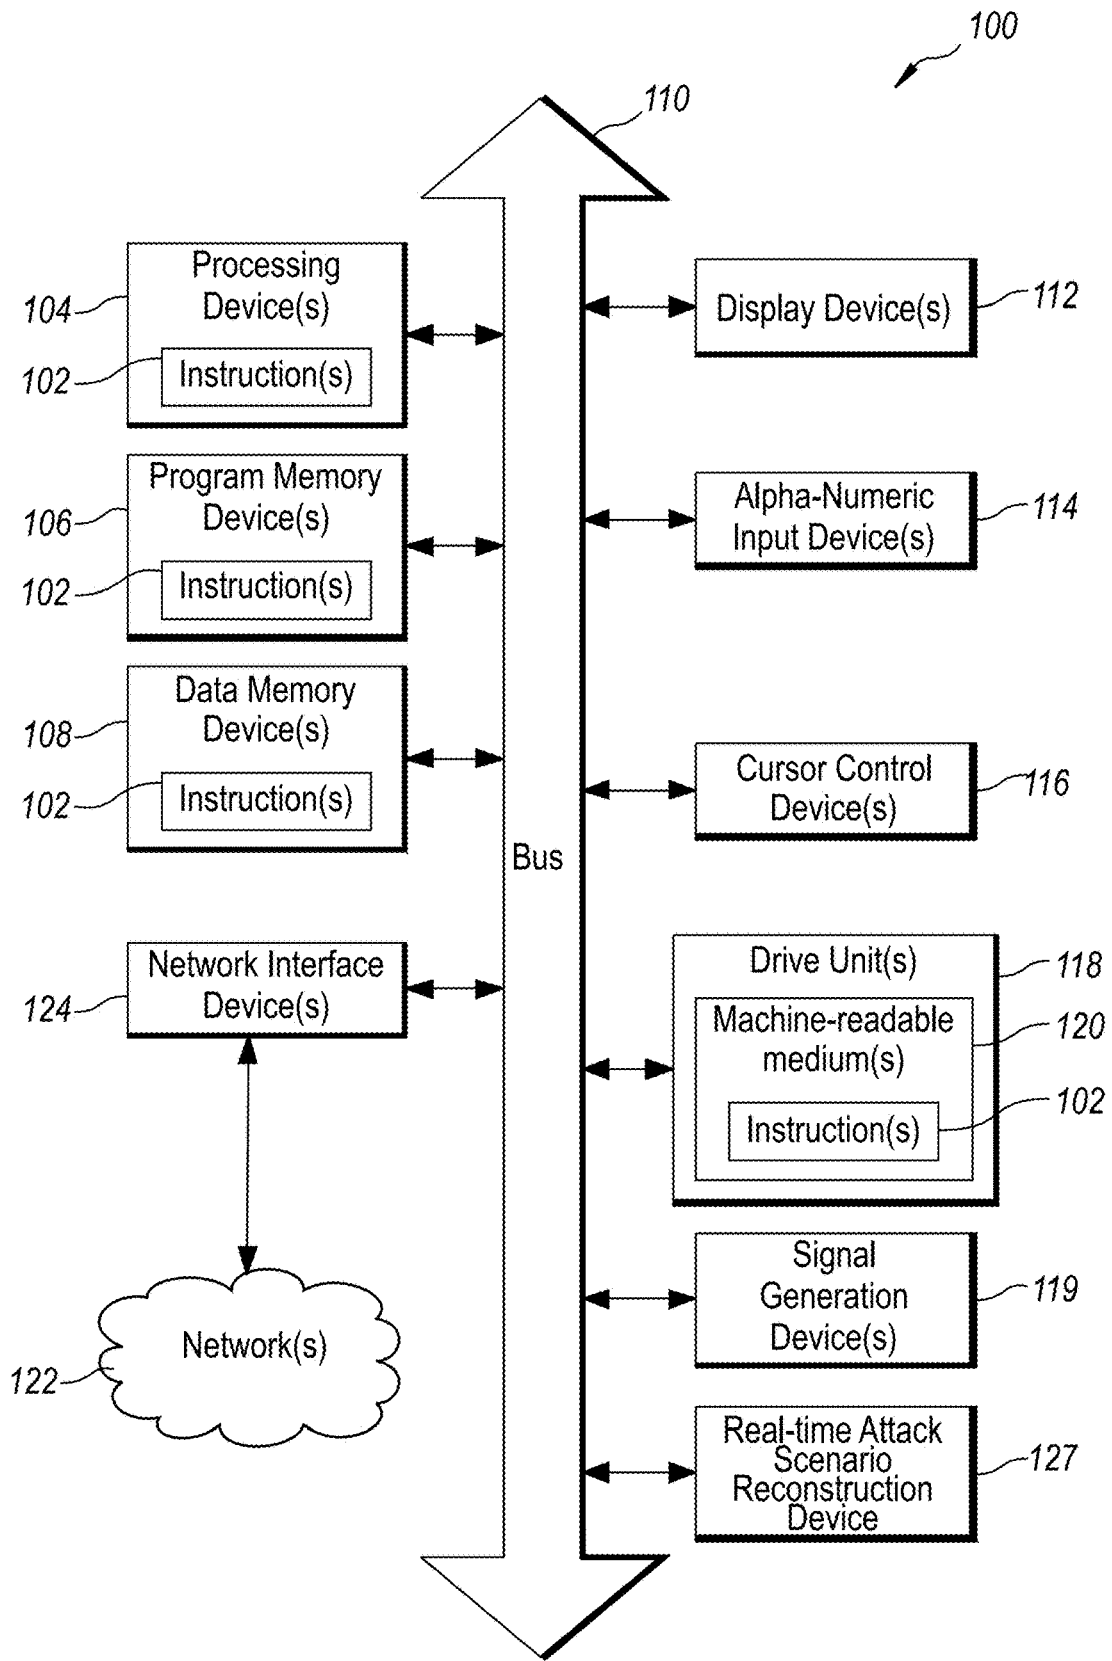 100
110
Processing
Device(s)
104
102
Instruction(s)
Program Memory
Device(s)
106
102
Instruction(s)
Data Memory
Device(s)
108
102
Instruction(s)
Bus
Network Interface
Device(s)
124
Network(s)
122
Display Device(s)
112
Alpha-Numeric
Input Device(s)
114
Cursor Control
Device(s)
116
Drive Unit(s)
118
Machine-readable
medium(s)
120
Instruction(s)
102
Signal
Generation
Device(s)
119
Real-time Attack
Scenario
Reconstruction
Device
127